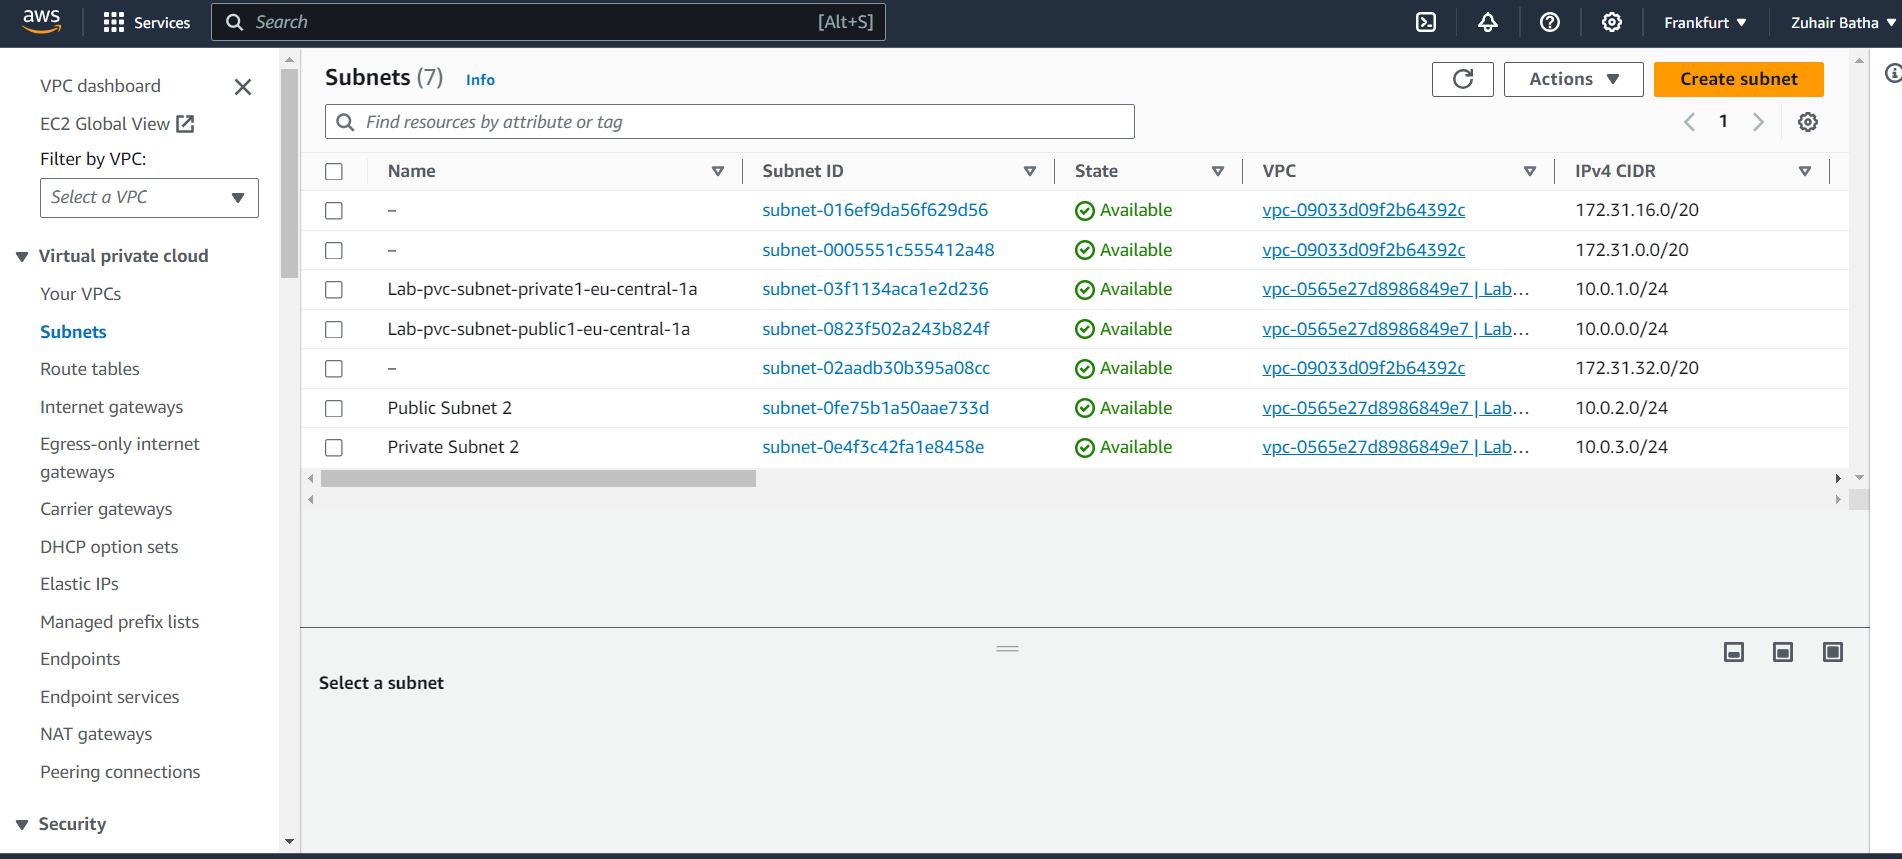 aws
Services
Search
[Alt+S]
Frankfurt
Zuhair Batha
VPC dashboard
EC2 Global View
Filter by VPC:
Select a VPC
Virtual private cloud
Your VPCs
Subnets
Route tables
Internet gateways
Egress-only internet
gateways
Carrier gateways
DHCP option sets
Elastic IPs
Managed prefix lists
Endpoints
Endpoint services
NAT gateways
Peering connections
Security
Subnets (7) Info
Actions
Create subnet
Find resources by attribute or tag
1
Name Subnet ID State VPC IPv4 CIDR
– subnet-016ef9da56f629d56 Available vpc-09033d09f2b64392c 172.31.16.0/20
– subnet-0005551c555412a48 Available vpc-09033d09f2b64392c 172.31.0.0/20
Lab-pvc-subnet-private1-eu-central-1a subnet-03f1134aca1e2d236 Available vpc-0565e27d8986849e7 | Lab… 10.0.1.0/24
Lab-pvc-subnet-public1-eu-central-1a subnet-0823f502a243b824f Available vpc-0565e27d8986849e7 | Lab… 10.0.0.0/24
– subnet-02aadb30b395a08cc Available vpc-09033d09f2b64392c 172.31.32.0/20
Public Subnet 2 subnet-0fe75b1a50aae733d Available vpc-0565e27d8986849e7 | Lab… 10.0.2.0/24
Private Subnet 2 subnet-0e4f3c42fa1e8458e Available vpc-0565e27d8986849e7 | Lab… 10.0.3.0/24
Select a subnet